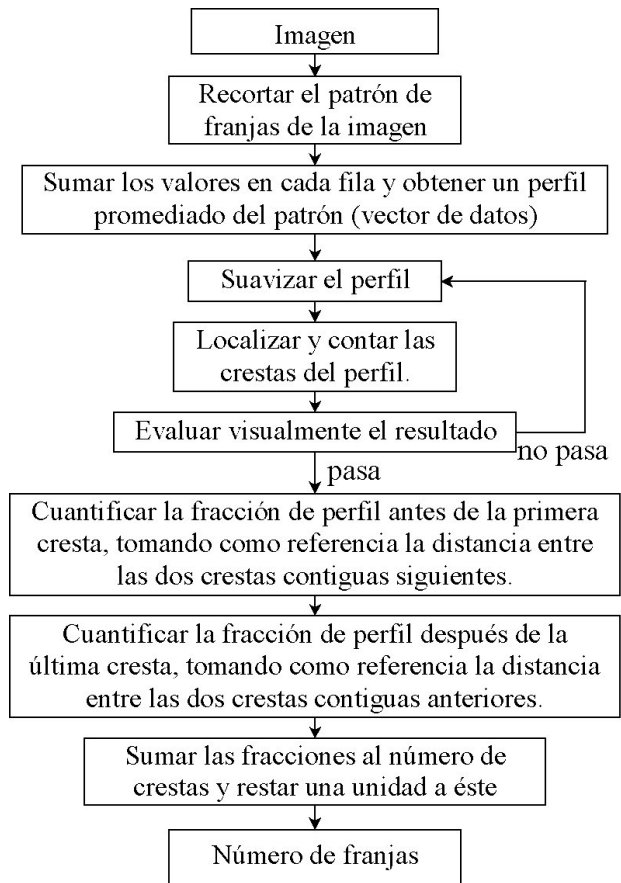 Imagen
Recortar el patrón de
franjas de la imagen
Sumar los valores en cada fila y obtener un perfil
promediado del patrón (vector de datos)
Suavizar el perfil
Localizar y contar las
crestas del perfil.
Evaluar visualmente el resultado
no pasa
pasa
Cuantificar la fracción de perfil antes de la primera
cresta, tomando como referencia la distancia entre
las dos crestas contiguas siguientes.
Cuantificar la fracción de perfil después de la
última cresta, tomando como referencia la distancia
entre las dos crestas contiguas anteriores.
Sumar las fracciones al número de
crestas y restar una unidad a éste
Número de franjas